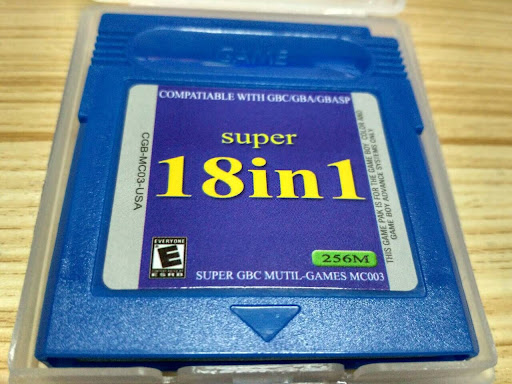 GAME
COMPATIABLE WITH GBC/GBA/GBASP
super
18in1
CGB-MC03-USA
THIS GAME PAK IS FOR THE GAME BOY COLOR AND
GAME BOY ADVANCE SYSTEMS ONLY
EVERYONE
E
ESRB
256M
SUPER GBC MUTIL-GAMES MC003